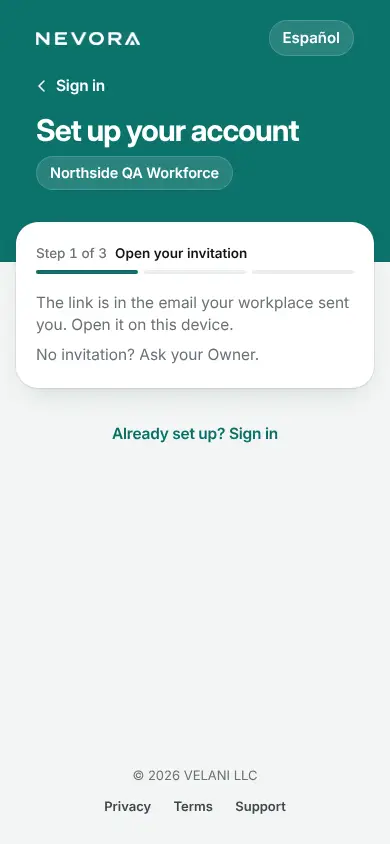 NEVORA
Español
Sign in
Set up your account
Northside QA Workforce
Step 1 of 3 Open your invitation
The link is in the email your workplace sent
you. Open it on this device.
No invitation? Ask your Owner.
Already set up? Sign in
© 2026 VELANI LLC
Privacy Terms Support